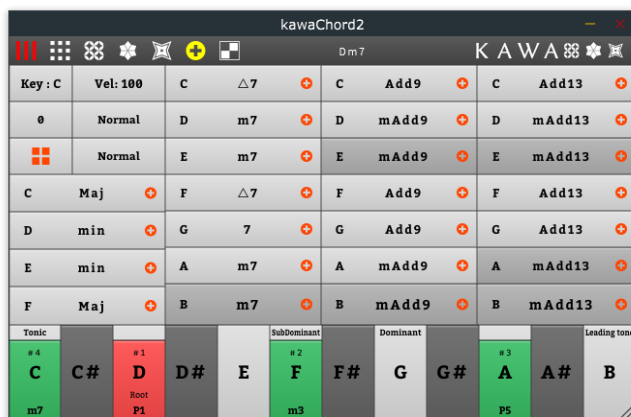 kawaChord2
Dm7 KAWA
Key : C Vel: 100 C △7 C Add9 C Add13
0 Normal D m7 D mAdd9 D mAdd13
Normal E m7 E mAdd9 E mAdd13
C Maj F △7 F Add9 F Add13
D min G 7 G Add9 G Add13
E min A m7 A mAdd9 A mAdd13
F Maj B m7 B mAdd9 B mAdd13
Tonic SubDominant Dominant Leading tone
#4 #1 #2 #3
C C# D D# E F F# G G# A A# B
Root
m7 P1 m3 P5